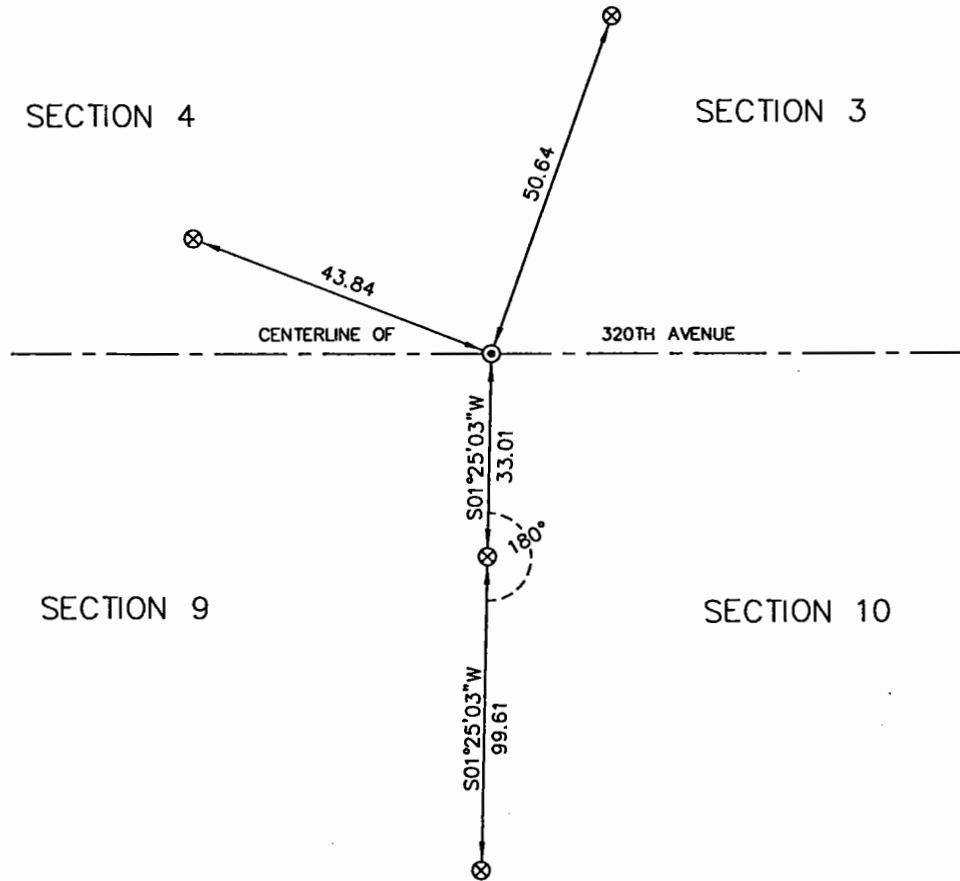 SECTION 3
SECTION 4
50.64
43.84
CENTERLINE OF 320TH AVENUE
S01°25'03"W
33.01
180°
SECTION 9
SECTION 10
S01°25'03"W
99.61